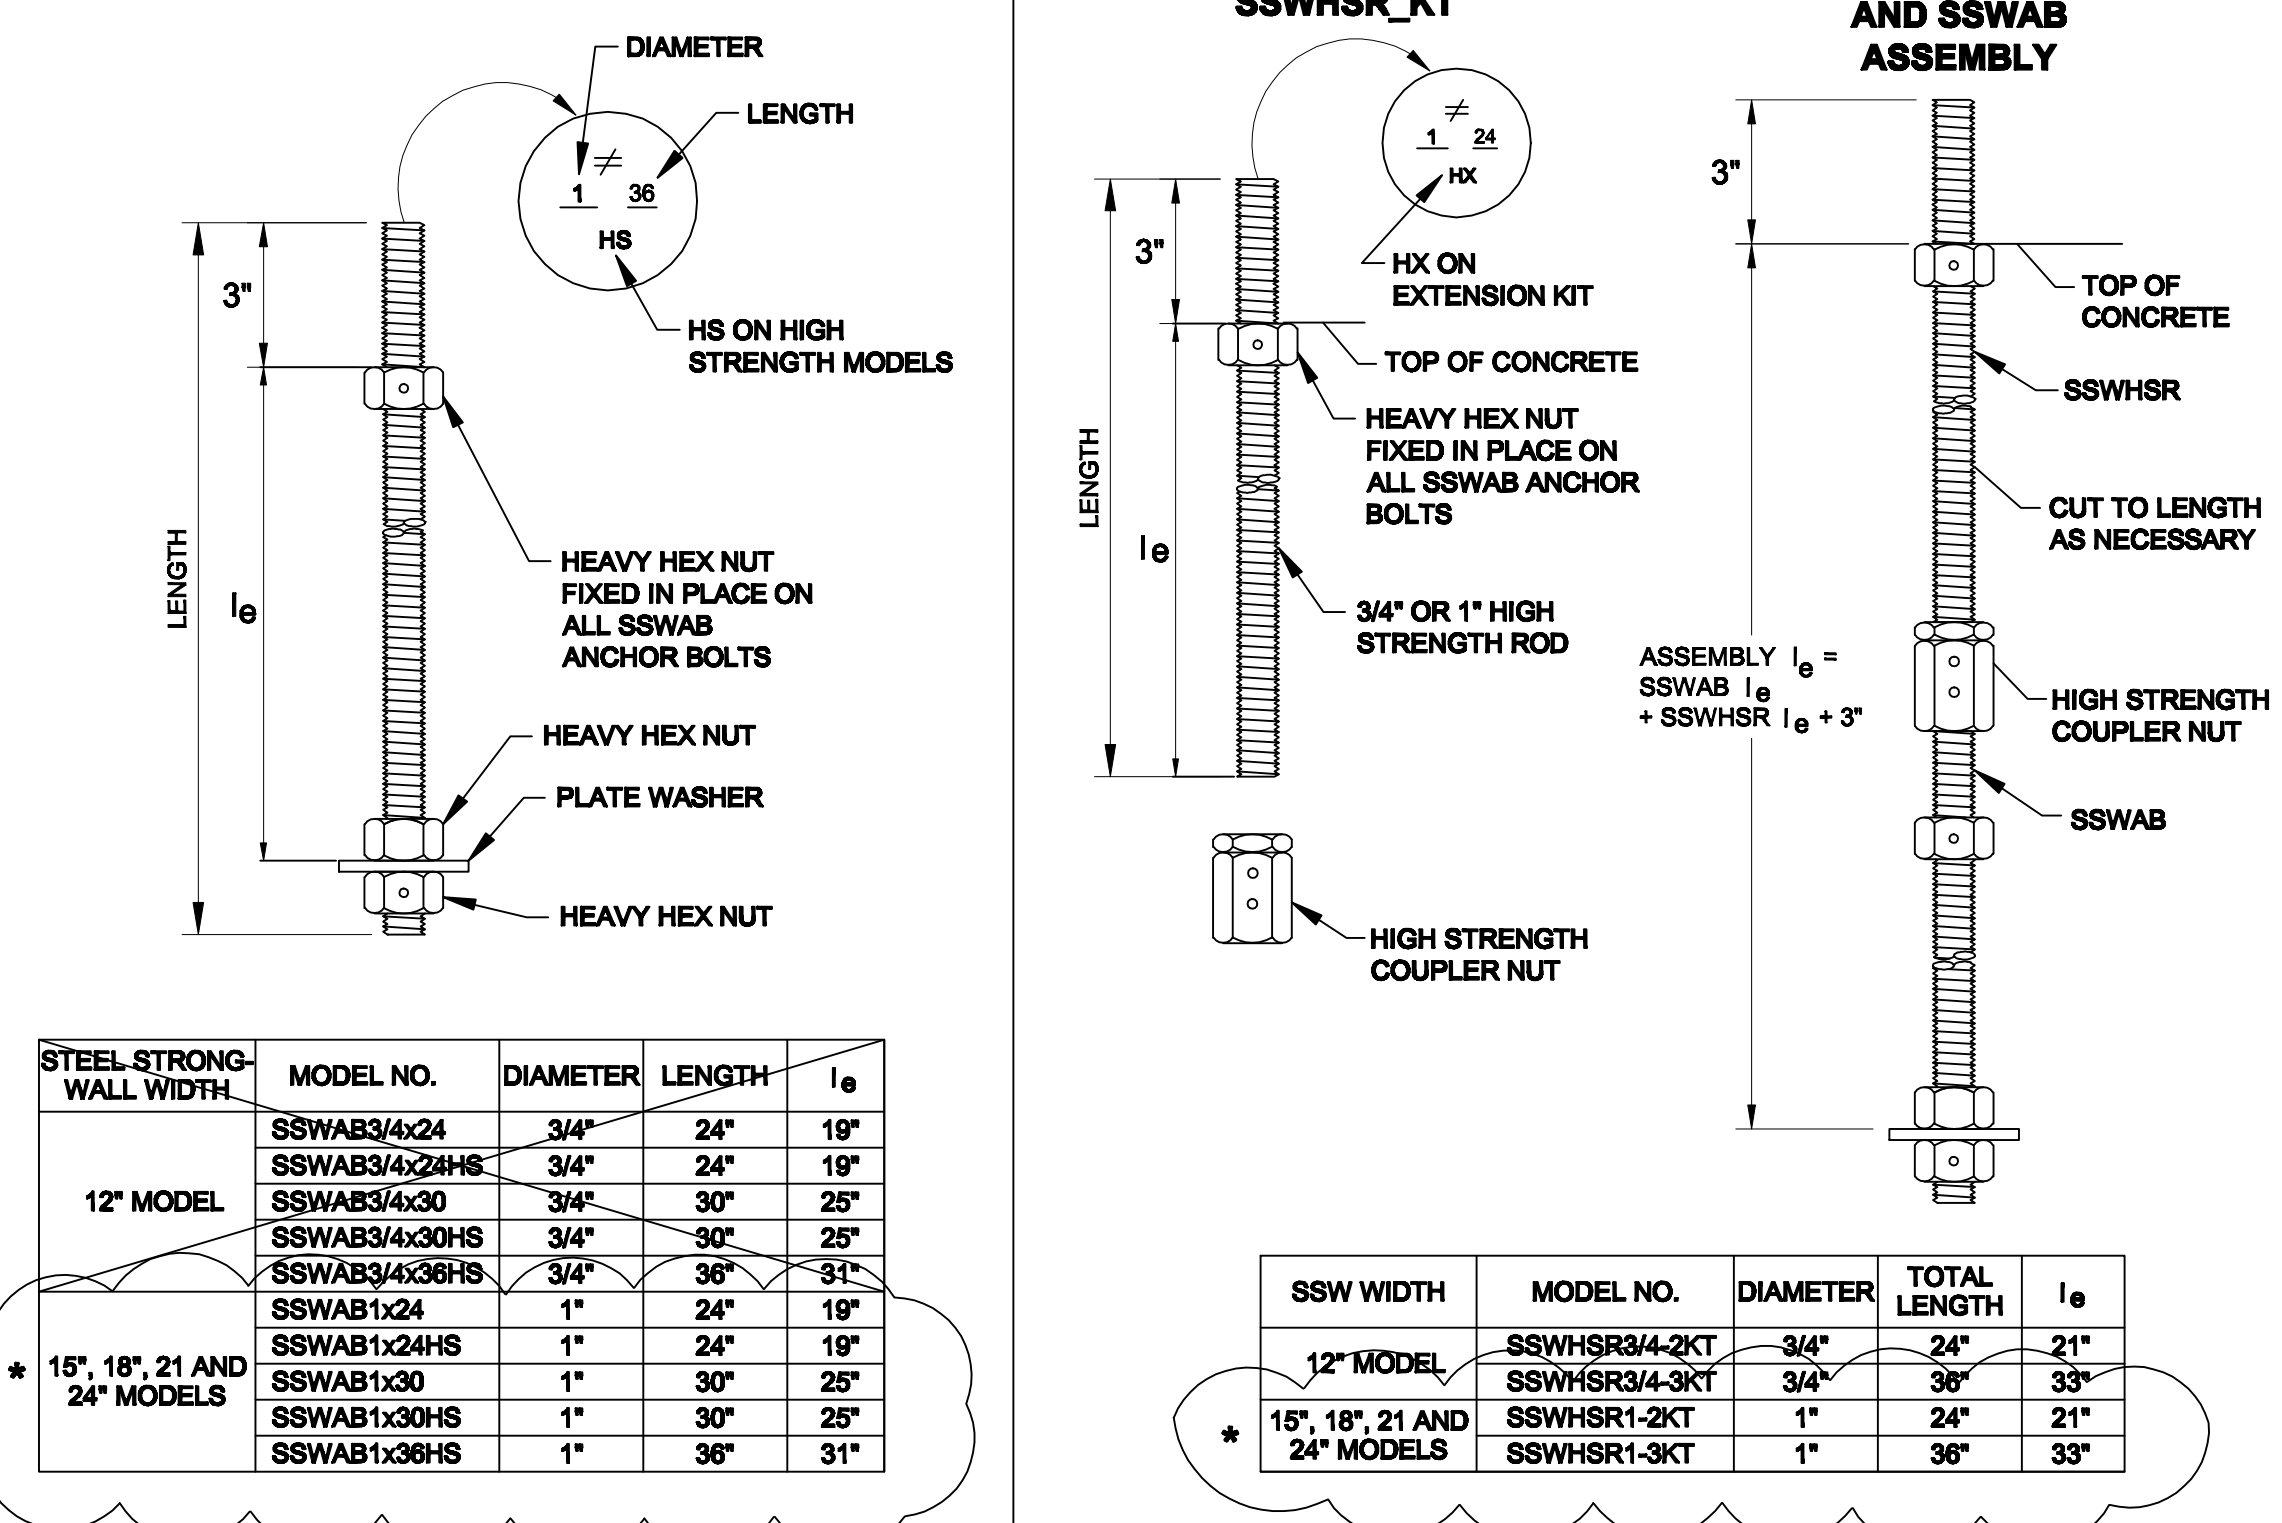 DIAMETER
LENGTH
≠
1 36
HS
3"
HS ON HIGH
STRENGTH MODELS
LENGTH
le
HEAVY HEX NUT
FIXED IN PLACE ON
ALL SSWAB
ANCHOR BOLTS
HEAVY HEX NUT
PLATE WASHER
HEAVY HEX NUT
STEEL STRONG-
WALL WIDTH
MODEL NO. DIAMETER LENGTH le
12" MODEL
SSWAB3/4x24 3/4" 24" 19"
SSWAB3/4x24HS 3/4" 24" 19"
SSWAB3/4x30 3/4" 30" 25"
SSWAB3/4x30HS 3/4" 30" 25"
SSWAB3/4x36HS 3/4" 36" 31"
* 15", 18", 21 AND
24" MODELS
SSWAB1x24 1" 24" 19"
SSWAB1x24HS 1" 24" 19"
SSWAB1x30 1" 30" 25"
SSWAB1x30HS 1" 30" 25"
SSWAB1x36HS 1" 36" 31"
SSWHSR_KT
≠
1 24
HX
3"
HX ON
EXTENSION KIT
TOP OF CONCRETE
HEAVY HEX NUT
FIXED IN PLACE ON
ALL SSWAB ANCHOR
BOLTS
LENGTH
le
3/4" OR 1" HIGH
STRENGTH ROD
HIGH STRENGTH
COUPLER NUT
AND SSWAB
ASSEMBLY
3"
TOP OF
CONCRETE
SSWHSR
CUT TO LENGTH
AS NECESSARY
ASSEMBLY le =
SSWAB le
+ SSWHSR le + 3"
HIGH STRENGTH
COUPLER NUT
SSWAB
SSW WIDTH MODEL NO. DIAMETER
TOTAL
LENGTH
le
12" MODEL
SSWHSR3/4-2KT 3/4" 24" 21"
SSWHSR3/4-3KT 3/4" 36" 33"
* 15", 18", 21 AND
24" MODELS
SSWHSR1-2KT 1" 24" 21"
SSWHSR1-3KT 1" 36" 33"